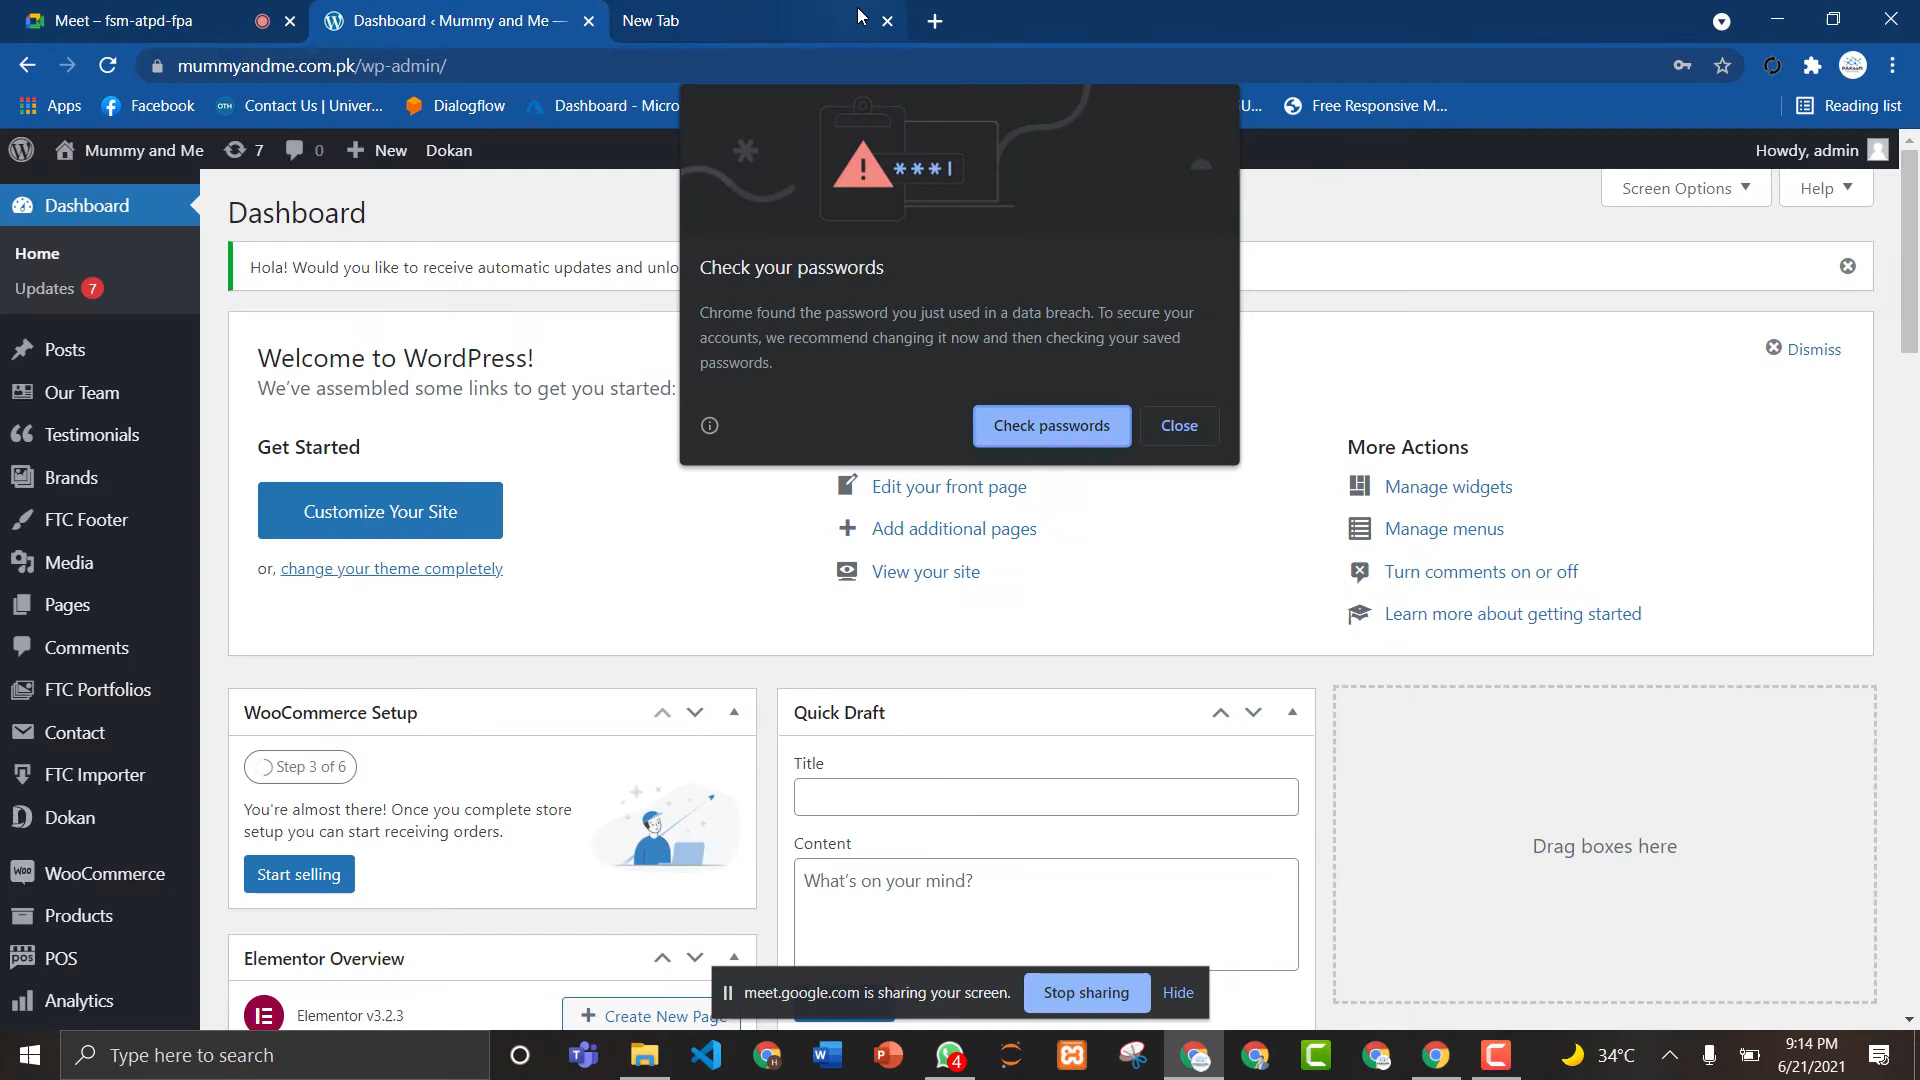 Meet – fsm-atpd-fpa
Dashboard ‹ Mummy and Me —
New Tab
mummyandme.com.pk/wp-admin/
Apps
Facebook
Contact Us | Univer...
Dialogflow
Dashboard - Micro
U...
Free Responsive M...
Reading list
Mummy and Me
7
0
New
Dokan
Howdy, admin
Screen Options
Help
Dashboard
Home
Updates 7
Posts
Our Team
Testimonials
Brands
FTC Footer
Media
Pages
Comments
FTC Portfolios
Contact
FTC Importer
Dokan
WooCommerce
Products
POS
Analytics
Dashboard
Hola! Would you like to receive automatic updates and unlo
***|
Check your passwords
Chrome found the password you just used in a data breach. To secure your
accounts, we recommend changing it now and then checking your saved
passwords.
Check passwords
Close
Welcome to WordPress!
We've assembled some links to get you started:
Dismiss
Get Started
Customize Your Site
or, change your theme completely
Edit your front page
Add additional pages
View your site
More Actions
Manage widgets
Manage menus
Turn comments on or off
Learn more about getting started
WooCommerce Setup
Step 3 of 6
You're almost there! Once you complete store
setup you can start receiving orders.
Start selling
Elementor Overview
Elementor v3.2.3
Create New Page
Quick Draft
Title
Content
What's on your mind?
Drag boxes here
meet.google.com is sharing your screen.
Stop sharing
Hide
Type here to search
4
34°C
9:14 PM
6/21/2021